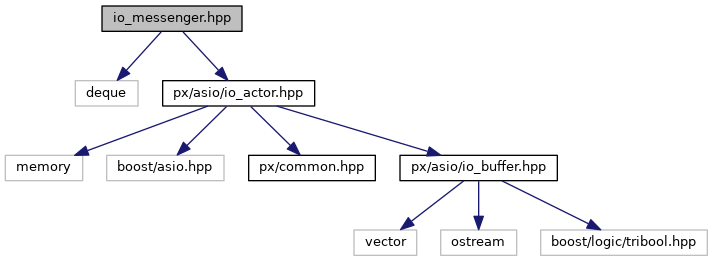 io_messenger.hpp
deque
px/asio/io_actor.hpp
memory
boost/asio.hpp
px/common.hpp
px/asio/io_buffer.hpp
vector
ostream
boost/logic/tribool.hpp